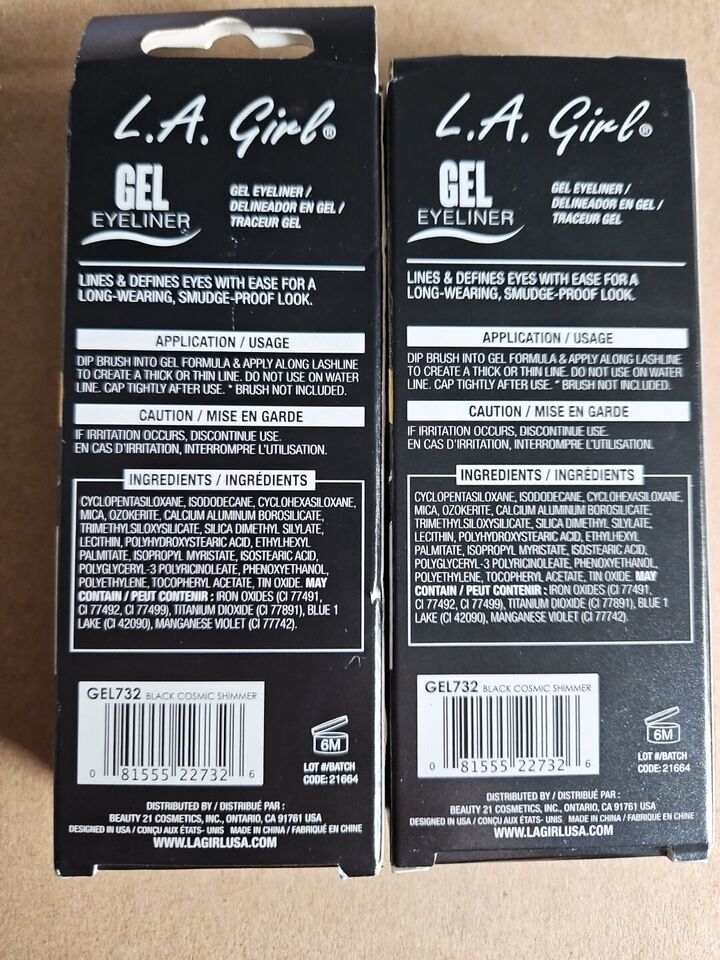 L.A. Girl®
GEL
EYELINER
GEL EYELINER /
DELINEADOR EN GEL /
TRACEUR GEL
LINES & DEFINES EYES WITH EASE FOR A
LONG-WEARING, SMUDGE-PROOF LOOK.
APPLICATION / USAGE
DIP BRUSH INTO GEL FORMULA & APPLY ALONG LASHLINE
TO CREATE A THICK OR THIN LINE. DO NOT USE ON WATER
LINE. CAP TIGHTLY AFTER USE. * BRUSH NOT INCLUDED.
CAUTION / MISE EN GARDE
IF IRRITATION OCCURS, DISCONTINUE USE.
EN CAS D'IRRITATION, INTERROMPRE L'UTILISATION.
INGREDIENTS / INGRÉDIENTS
CYCLOPENTASILOXANE, ISODODECANE, CYCLOHEXASILOXANE,
MICA, OZOKERITE, CALCIUM ALUMINUM BOROSILICATE,
TRIMETHYLSILOXYSILICATE, SILICA DIMETHYL SILYLATE,
LECITHIN, POLYHYDROXYSTEARIC ACID, ETHYLHEXYL
PALMITATE, ISOPROPYL MYRISTATE, ISOSTEARIC ACID,
POLYGLYCERYL-3 POLYRICINOLEATE, PHENOXYETHANOL,
POLYETHYLENE, TOCOPHERYL ACETATE, TIN OXIDE. MAY
CONTAIN / PEUT CONTENIR : IRON OXIDES (CI 77491,
CI 77492, CI 77499), TITANIUM DIOXIDE (CI 77891), BLUE 1
LAKE (CI 42090), MANGANESE VIOLET (CI 77742).
GEL732 BLACK COSMIC SHIMMER
0 81555 22732 6
6M
LOT #/BATCH
CODE: 21664
DISTRIBUTED BY / DISTRIBUÉ PAR :
BEAUTY 21 COSMETICS, INC., ONTARIO, CA 91761 USA
DESIGNED IN USA / CONÇU AUX ÉTATS- UNIS MADE IN CHINA / FABRIQUÉ EN CHINE
WWW.LAGIRLUSA.COM
L.A. Girl®
GEL
EYELINER
GEL EYELINER /
DELINEADOR EN GEL /
TRACEUR GEL
LINES & DEFINES EYES WITH EASE FOR A
LONG-WEARING, SMUDGE-PROOF LOOK.
APPLICATION / USAGE
DIP BRUSH INTO GEL FORMULA & APPLY ALONG LASHLINE
TO CREATE A THICK OR THIN LINE. DO NOT USE ON WATER
LINE. CAP TIGHTLY AFTER USE. * BRUSH NOT INCLUDED.
CAUTION / MISE EN GARDE
IF IRRITATION OCCURS, DISCONTINUE USE.
EN CAS D'IRRITATION, INTERROMPRE L'UTILISATION.
INGREDIENTS / INGRÉDIENTS
CYCLOPENTASILOXANE, ISODODECANE, CYCLOHEXASILOXANE,
MICA, OZOKERITE, CALCIUM ALUMINUM BOROSILICATE,
TRIMETHYLSILOXYSILICATE, SILICA DIMETHYL SILYLATE,
LECITHIN, POLYHYDROXYSTEARIC ACID, ETHYLHEXYL
PALMITATE, ISOPROPYL MYRISTATE, ISOSTEARIC ACID,
POLYGLYCERYL-3 POLYRICINOLEATE, PHENOXYETHANOL,
POLYETHYLENE, TOCOPHERYL ACETATE, TIN OXIDE. MAY
CONTAIN / PEUT CONTENIR : IRON OXIDES (CI 77491,
CI 77492, CI 77499), TITANIUM DIOXIDE (CI 77891), BLUE 1
LAKE (CI 42090), MANGANESE VIOLET (CI 77742).
GEL732 BLACK COSMIC SHIMMER
0 81555 22732 6
6M
LOT #/BATCH
CODE: 21664
DISTRIBUTED BY / DISTRIBUÉ PAR :
BEAUTY 21 COSMETICS, INC., ONTARIO, CA 91761 USA
DESIGNED IN USA / CONÇU AUX ÉTATS- UNIS MADE IN CHINA / FABRIQUÉ EN CHINE
WWW.LAGIRLUSA.COM